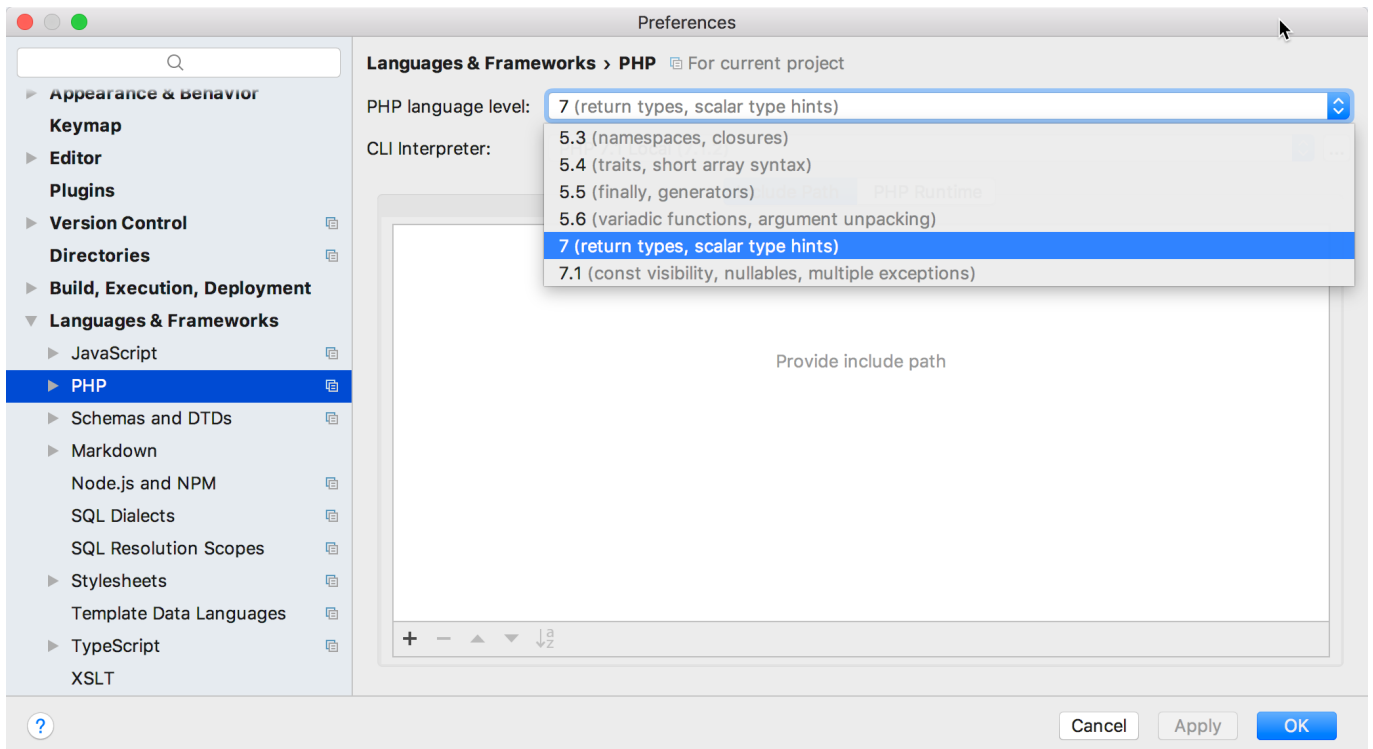 Preferences
Appearance & Behavior
Keymap
Editor
Plugins
Version Control
Directories
Build, Execution, Deployment
Languages & Frameworks
JavaScript
PHP
Schemas and DTDs
Markdown
Node.js and NPM
SQL Dialects
SQL Resolution Scopes
Stylesheets
Template Data Languages
TypeScript
XSLT
Languages & Frameworks › PHP For current project
PHP language level: 7 (return types, scalar type hints)
5.3 (namespaces, closures)
CLI Interpreter:
5.4 (traits, short array syntax)
5.5 (finally, generators)
PHP Runtime
5.6 (variadic functions, argument unpacking)
7 (return types, scalar type hints)
7.1 (const visibility, nullables, multiple exceptions)
Provide include path
+ −
a
z
?
Cancel Apply OK